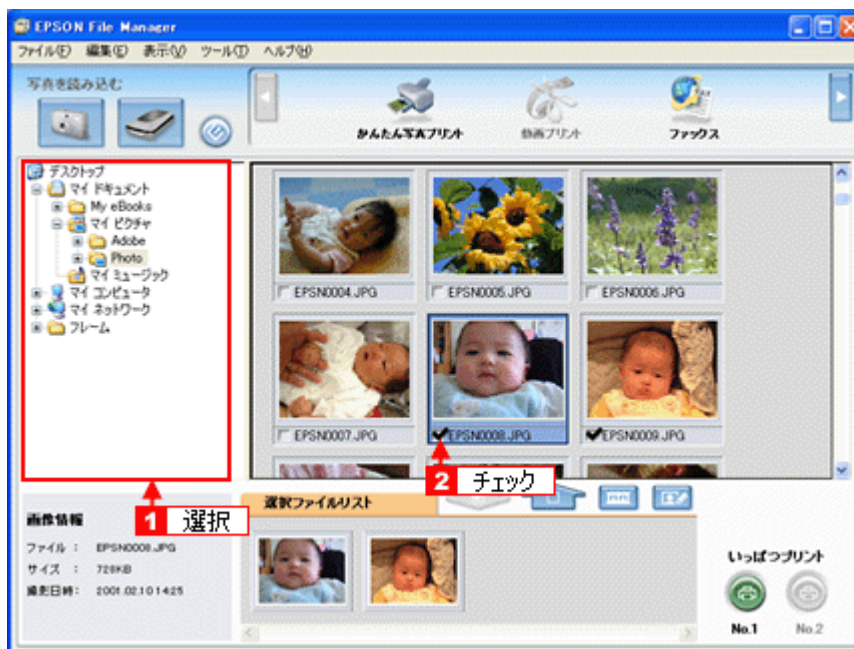 EPSON File Manager
ファイル(F) 編集(E) 表示(V) ツール(T) ヘルプ(H)
写真を読み込む
かんたん写真プリント
動画プリント
ファックス
デスクトップ
マイ ドキュメント
My eBooks
マイ ピクチャ
Adobe
Photo
マイ ミュージック
マイ コンピュータ
マイ ネットワーク
フレーム
EPSN0004.JPG
EPSN0005.JPG
EPSN0006.JPG
EPSN0007.JPG
EPSN0008.JPG
EPSN0009.JPG
2 チェック
1 選択
選択ファイルリスト
画像情報
ファイル : EPSN0008.JPG
サイズ : 728KB
撮影日時: 2001.02.10 14:25
いっぱつプリント
No.1
No.2